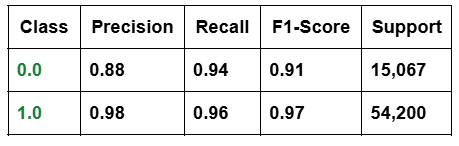 Class Precision Recall F1-Score Support
0.0 0.88 0.94 0.91 15,067
1.0 0.98 0.96 0.97 54,200